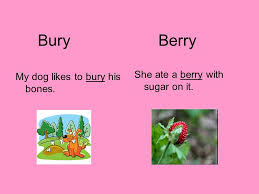 Bury
Berry
My dog likes to bury his
bones.
She ate a berry with
sugar on it.